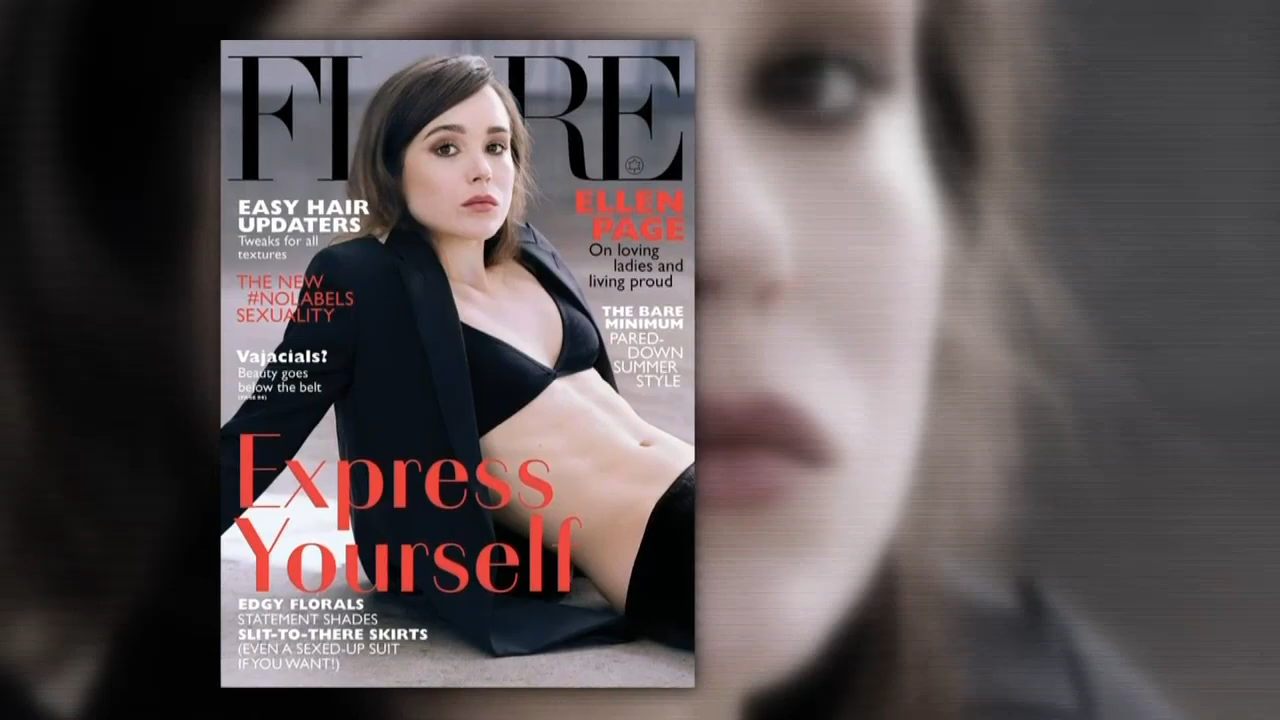 FLARE
EASY HAIR
UPDATERS
Tweaks for all
textures
THE NEW
#NOLABELS
SEXUALITY
Vajacials?
Beauty goes
below the belt
(PAGE 94)
ELLEN
PAGE
On loving
ladies and
living proud
THE BARE
MINIMUM
PARED-
DOWN
SUMMER
STYLE
Express
Yourself
EDGY FLORALS
STATEMENT SHADES
SLIT-TO-THERE SKIRTS
(EVEN A SEXED-UP SUIT
IF YOU WANT!)